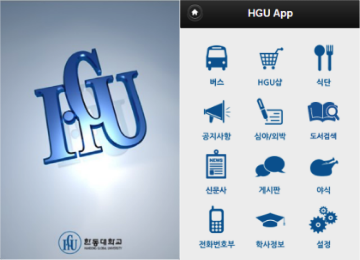 HGU
HGU
한동대학교
HANDONG GLOBAL UNIVERSITY
HGU App
버스
HGU샵
식단
공지사항
심야/외박
도서검색
NEWS
신문사
게시판
야식
전화번호부
학사정보
설정